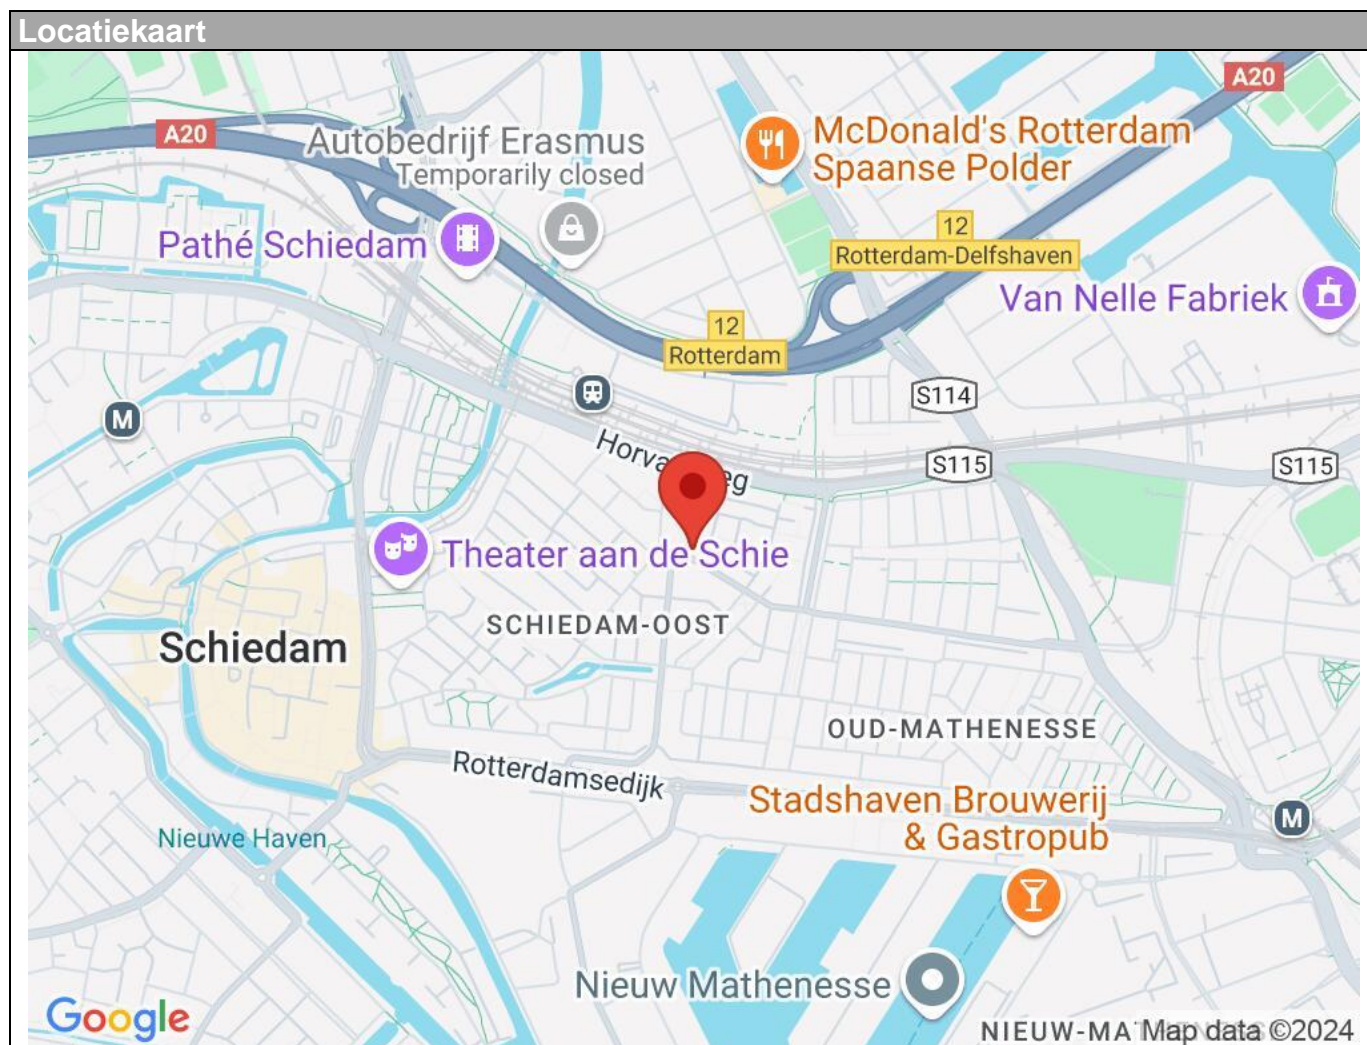 Locatiekaart
A20
A20
Autobedrijf Erasmus
Temporarily closed
McDonald's Rotterdam
Spaanse Polder
Pathé Schiedam
12
Rotterdam-Delfshaven
Van Nelle Fabriek
12
Rotterdam
S114
M
S115
S115
Theater aan de Schie
SCHIEDAM-OOST
Schiedam
OUD-MATHENESSE
Rotterdamsedijk
Stadshaven Brouwerij
& Gastropub
M
Nieuwe Haven
Nieuw Mathenesse
Google
Map data ©2024